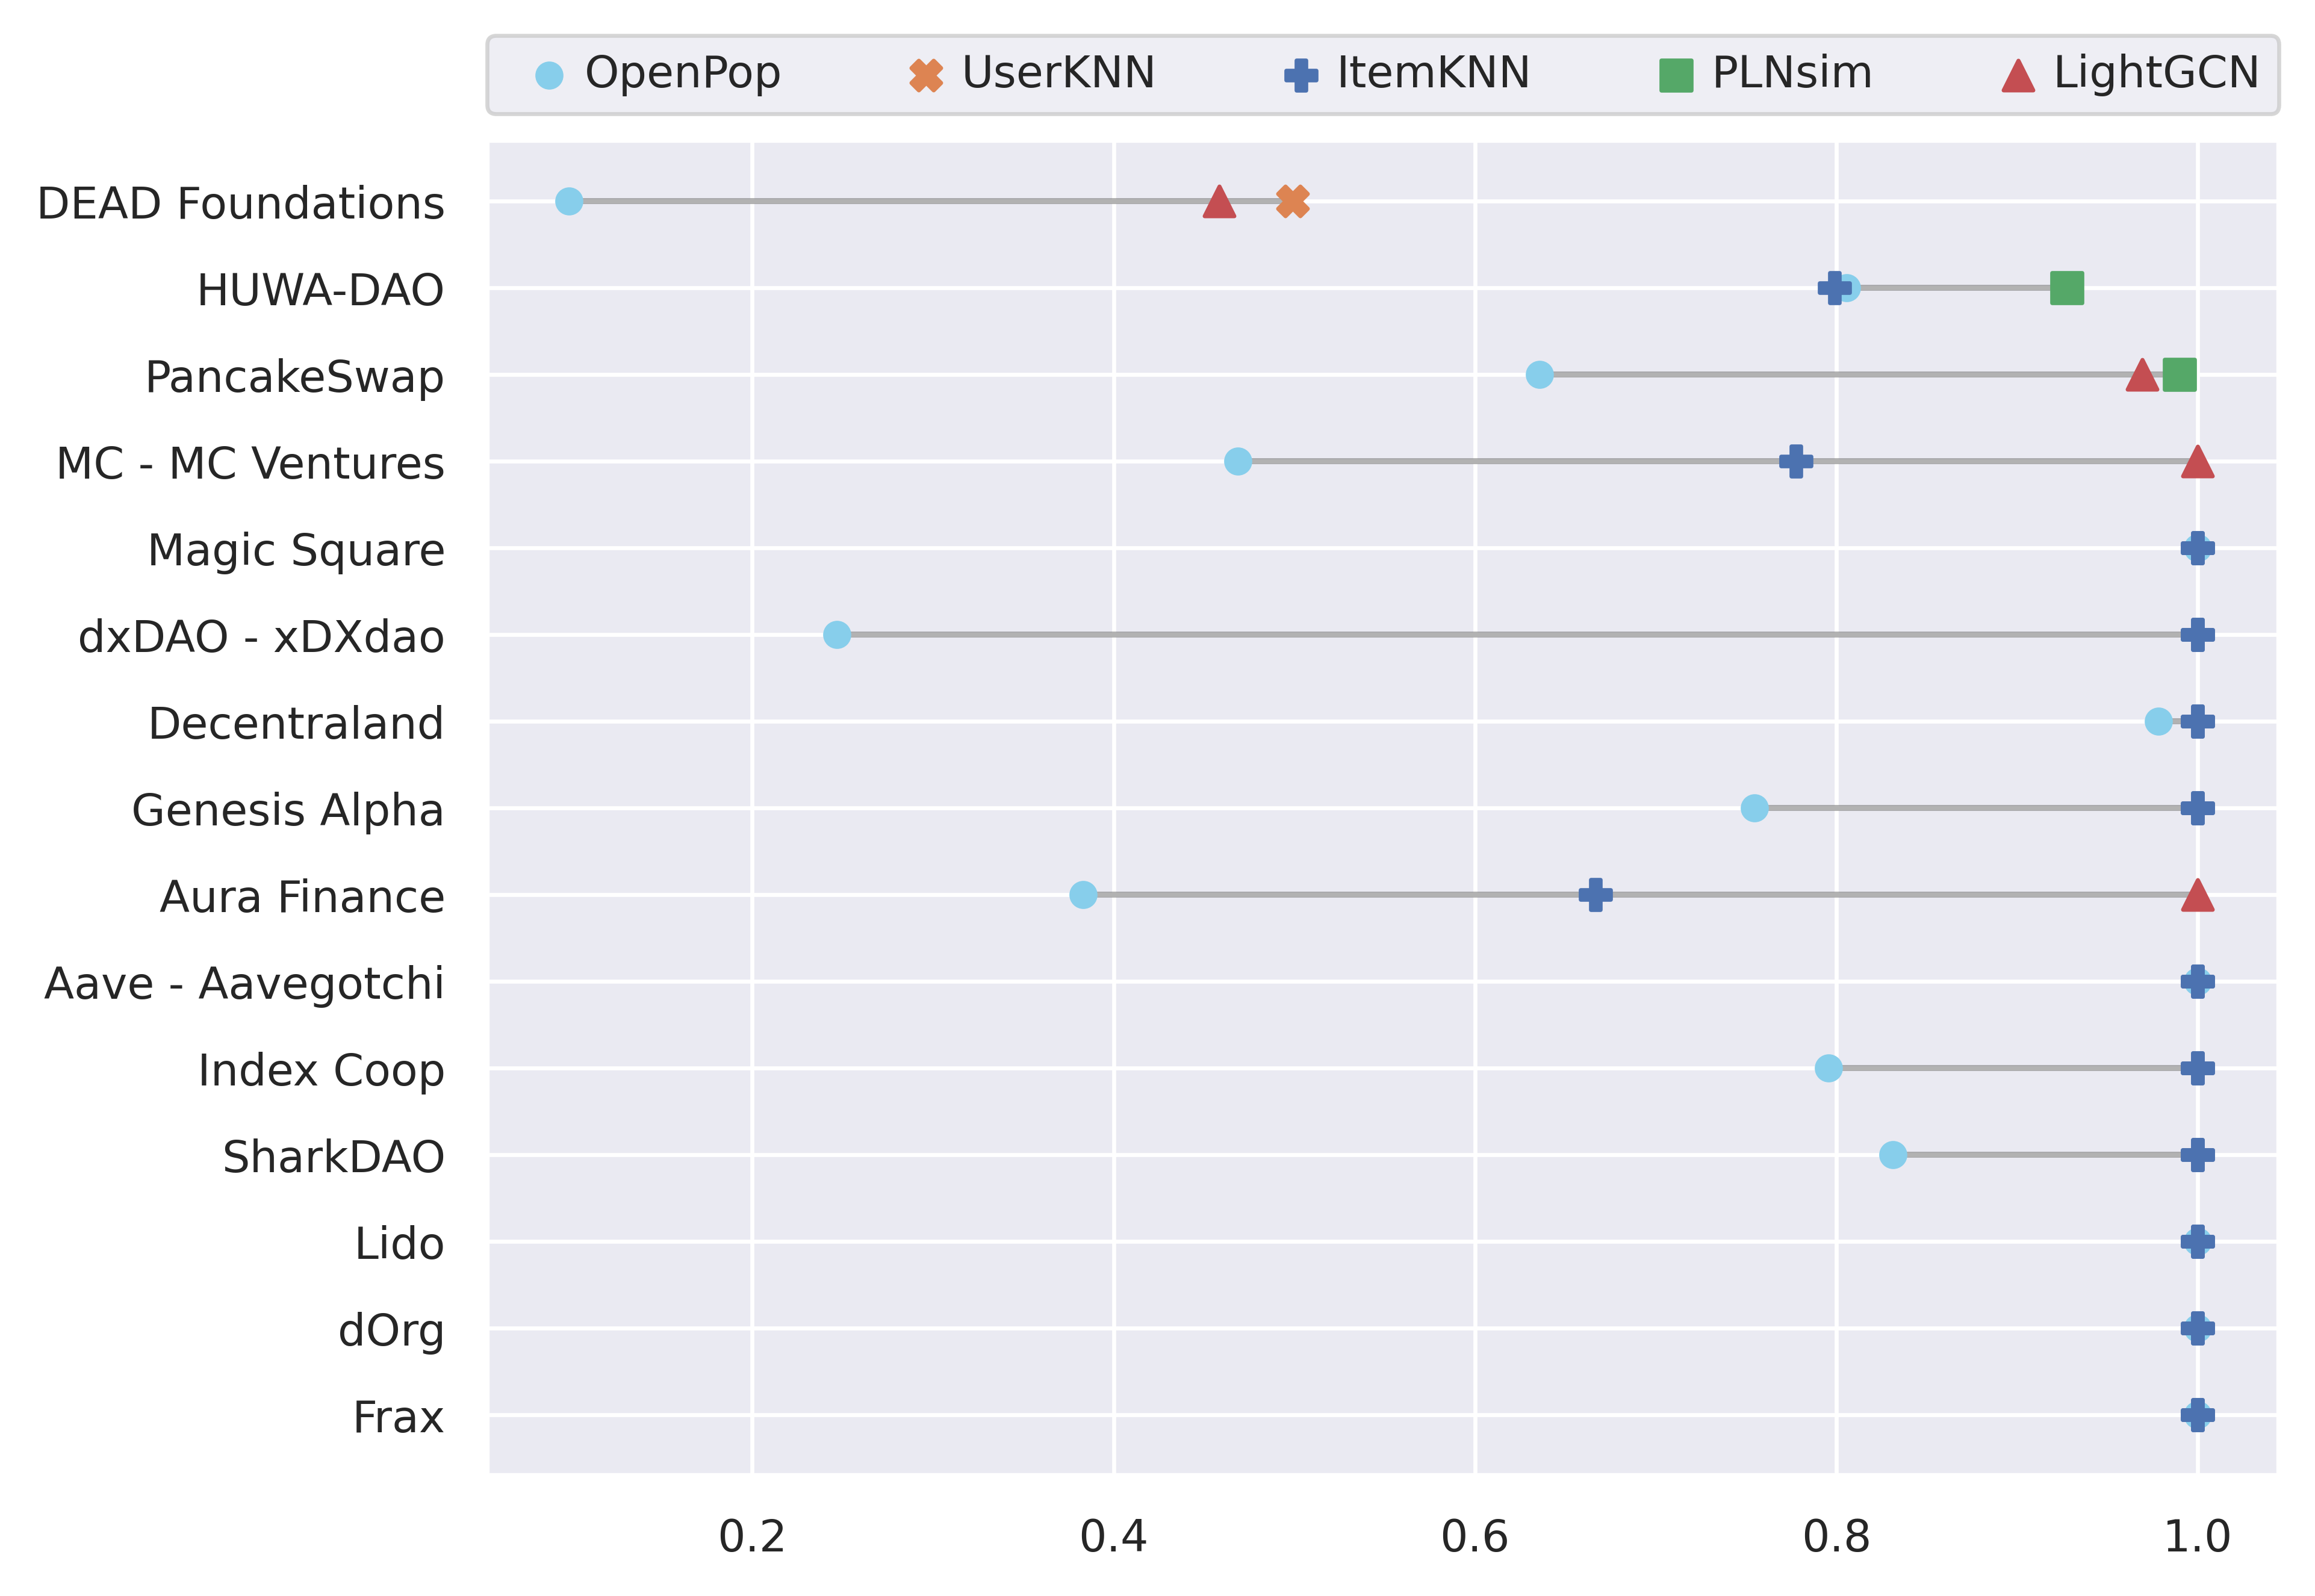 OpenPop UserKNN ItemKNN PLNsim LightGCN
DEAD Foundations
HUWA-DAO
PancakeSwap
MC - MC Ventures
Magic Square
dxDAO - xDXdao
Decentraland
Genesis Alpha
Aura Finance
Aave - Aavegotchi
Index Coop
SharkDAO
Lido
dOrg
Frax
0.2 0.4 0.6 0.8 1.0